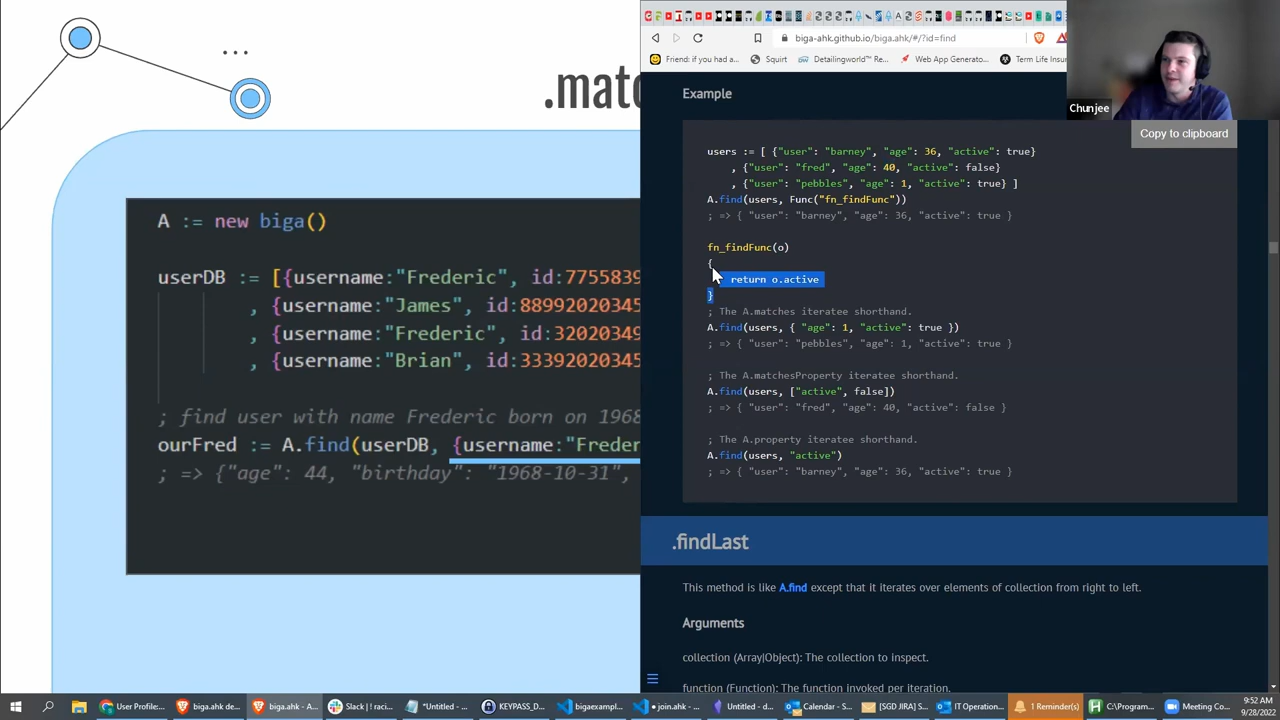 ...
.matc
A := new biga()
userDB := [{username:"Frederic", id:7755839
, {username:"James", id:88992020345
, {username:"Frederic", id:32020349
, {username:"Brian", id:33392020345
; find user with name Frederic born on 1968
ourFred := A.find(userDB, {username:"Freder
; => {"age": 44, "birthday": "1968-10-31",
biga-ahk.github.io/biga.ahk/#/?id=find
Friend: if you had a...
Squirt
Detailingworld™ Re...
Web App Generato...
Term Life Insu
Chunjee
Copy to clipboard
Example
users := [ {"user": "barney", "age": 36, "active": true}
, {"user": "fred", "age": 40, "active": false}
, {"user": "pebbles", "age": 1, "active": true} ]
A.find(users, Func("fn_findFunc"))
; => { "user": "barney", "age": 36, "active": true }
fn_findFunc(o)
{
return o.active
}
; The A.matches iteratee shorthand.
A.find(users, { "age": 1, "active": true })
; => { "user": "pebbles", "age": 1, "active": true }
; The A.matchesProperty iteratee shorthand.
A.find(users, ["active", false])
; => { "user": "fred", "age": 40, "active": false }
; The A.property iteratee shorthand.
A.find(users, "active")
; => { "user": "barney", "age": 36, "active": true }
.findLast
This method is like A.find except that it iterates over elements of collection from right to left.
Arguments
collection (Array|Object): The collection to inspect.
function (Function): The function invoked per iteration.
User Profile:...
biga.ahk de...
biga.ahk - A...
Slack | ! raci...
*Untitled - ...
KEYPASS_D...
bigaexampl...
• join.ahk - ...
Untitled - d...
Calendar - S...
[SGD JIRA] S...
IT Operation...
1 Reminder(s)
C:\Program...
Meeting Co...
9:52 AM
9/28/2022